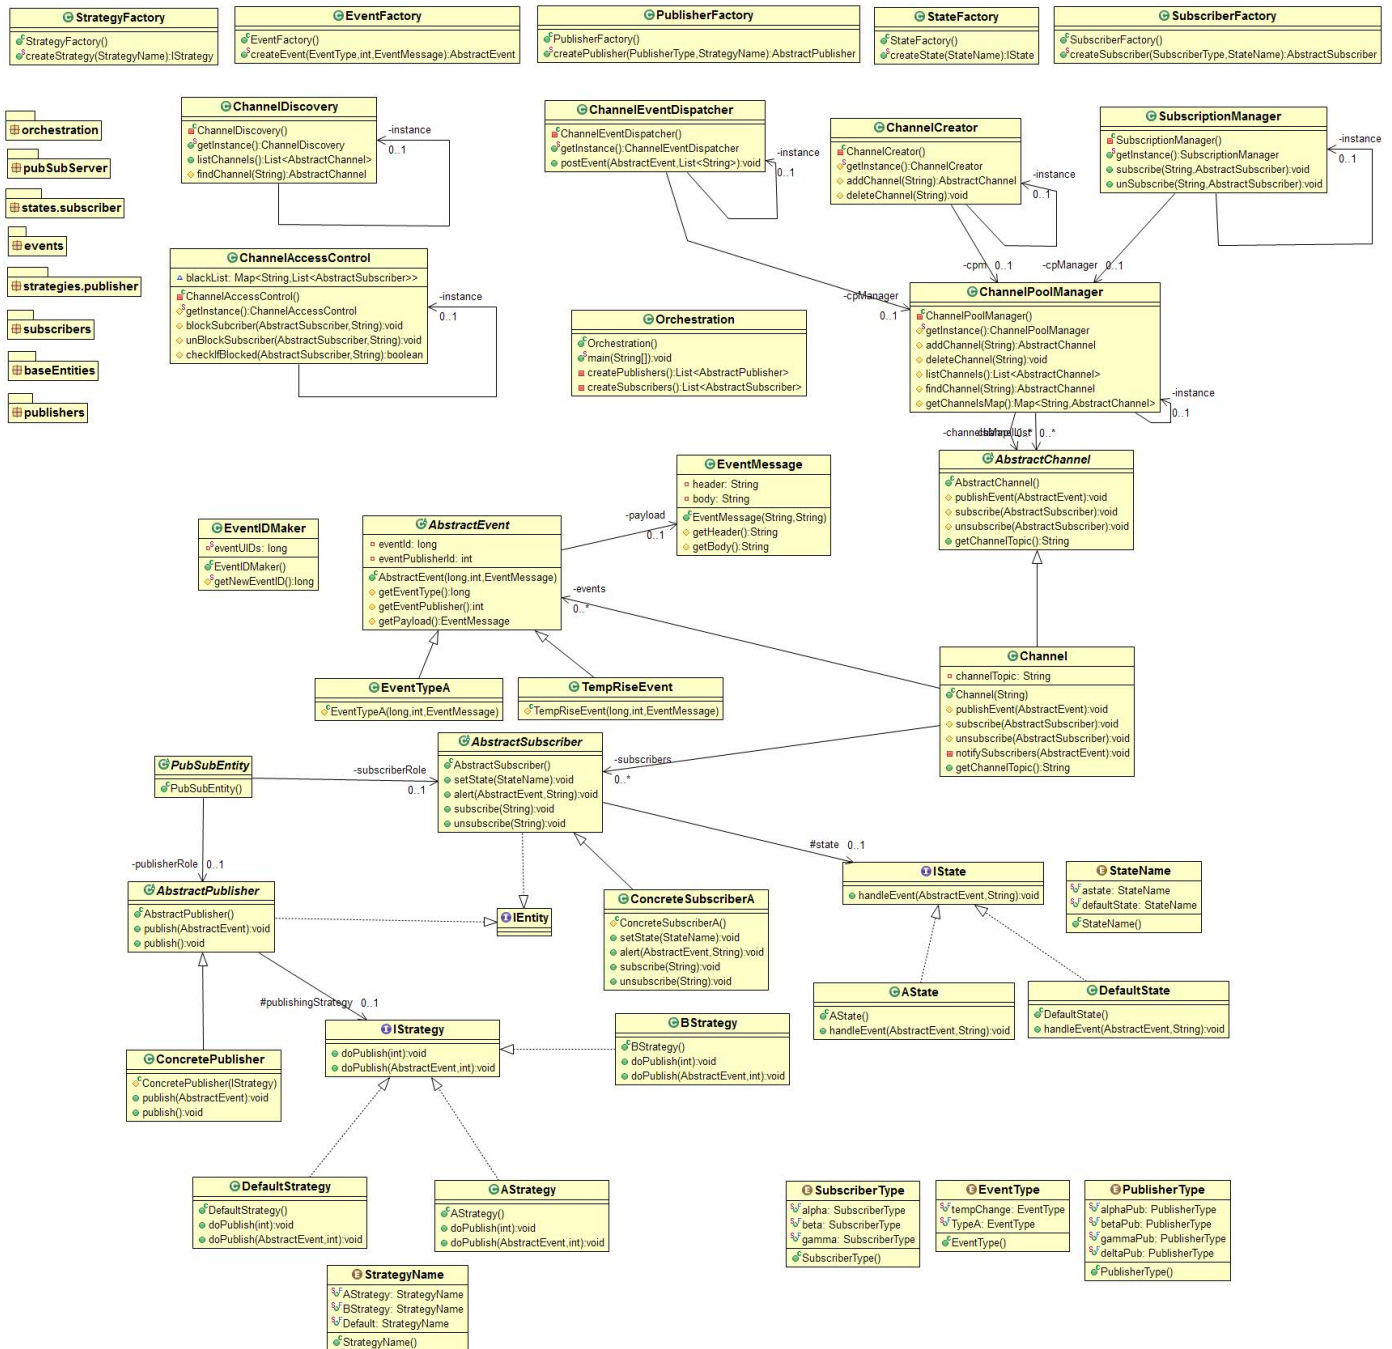 StrategyFactory
StrategyFactory()
createStrategy(StrategyName):IStrategy
EventFactory
EventFactory()
createEvent(EventType,int,EventMessage):AbstractEvent
PublisherFactory
PublisherFactory()
createPublisher(PublisherType,StrategyName):AbstractPublisher
StateFactory
StateFactory()
createState(StateName):IState
SubscriberFactory
SubscriberFactory()
createSubscriber(SubscriberType,StateName):AbstractSubscriber
orchestration
pubSubServer
states.subscriber
events
strategies.publisher
subscribers
baseEntities
publishers
ChannelDiscovery
ChannelDiscovery()
getInstance():ChannelDiscovery
listChannels():List<AbstractChannel>
findChannel(String):AbstractChannel
-instance
0..1
ChannelEventDispatcher
ChannelEventDispatcher()
getInstance():ChannelEventDispatcher
postEvent(AbstractEvent,List<String>):void
-instance
0..1
ChannelCreator
ChannelCreator()
getInstance():ChannelCreator
addChannel(String):AbstractChannel
deleteChannel(String):void
-instance
0..1
SubscriptionManager
SubscriptionManager()
getInstance():SubscriptionManager
subscribe(String,AbstractSubscriber):void
unSubscribe(String,AbstractSubscriber):void
-instance
0..1
ChannelAccessControl
blackList: Map<String,List<AbstractSubscriber>>
ChannelAccessControl()
getInstance():ChannelAccessControl
blockSubcriber(AbstractSubscriber,String):void
unBlockSubscriber(AbstractSubscriber,String):void
checkIfBlocked(AbstractSubscriber,String):boolean
-instance
0..1
Orchestration
Orchestration()
main(String[]):void
createPublishers():List<AbstractPublisher>
createSubscribers():List<AbstractSubscriber>
-cpManager
0..1
-cpm 0..1
-cpManager 0..1
ChannelPoolManager
ChannelPoolManager()
getInstance():ChannelPoolManager
addChannel(String):AbstractChannel
deleteChannel(String):void
listChannels():List<AbstractChannel>
findChannel(String):AbstractChannel
getChannelsMap():Map<String,AbstractChannel>
-instance
0..1
0..*
AbstractChannel
AbstractChannel()
publishEvent(AbstractEvent):void
subscribe(AbstractSubscriber):void
unsubscribe(AbstractSubscriber):void
getChannelTopic():String
EventMessage
header: String
body: String
EventMessage(String,String)
getHeader():String
getBody():String
-payload
0..1
EventIDMaker
eventUIDs: long
EventIDMaker()
getNewEventID():long
AbstractEvent
eventId: long
eventPublisherId: int
AbstractEvent(long,int,EventMessage)
getEventType():long
getEventPublisher():int
getPayload():EventMessage
-events
0..*
Channel
channelTopic: String
Channel(String)
publishEvent(AbstractEvent):void
subscribe(AbstractSubscriber):void
unsubscribe(AbstractSubscriber):void
notifySubscribers(AbstractEvent):void
getChannelTopic():String
EventTypeA
EventTypeA(long,int,EventMessage)
TempRiseEvent
TempRiseEvent(long,int,EventMessage)
PubSubEntity
PubSubEntity()
-subscriberRole
0..1
AbstractSubscriber
AbstractSubscriber()
setState(StateName):void
alert(AbstractEvent,String):void
subscribe(String):void
unsubscribe(String):void
-subscribers
0..*
-publisherRole 0..1
AbstractPublisher
AbstractPublisher()
publish(AbstractEvent):void
publish():void
IEntity
ConcreteSubscriberA
ConcreteSubscriberA()
setState(StateName):void
alert(AbstractEvent,String):void
subscribe(String):void
unsubscribe(String):void
#state 0..1
IState
handleEvent(AbstractEvent,String):void
StateName
astate: StateName
defaultState: StateName
StateName()
AState
AState()
handleEvent(AbstractEvent,String):void
DefaultState
DefaultState()
handleEvent(AbstractEvent,String):void
#publishingStrategy 0..1
IStrategy
doPublish(int):void
doPublish(AbstractEvent,int):void
BStrategy
BStrategy()
doPublish(int):void
doPublish(AbstractEvent,int):void
ConcretePublisher
ConcretePublisher(IStrategy)
publish(AbstractEvent):void
publish():void
DefaultStrategy
DefaultStrategy()
doPublish(int):void
doPublish(AbstractEvent,int):void
AStrategy
AStrategy()
doPublish(int):void
doPublish(AbstractEvent,int):void
SubscriberType
alpha: SubscriberType
beta: SubscriberType
gamma: SubscriberType
SubscriberType()
EventType
tempChange: EventType
TypeA: EventType
EventType()
PublisherType
alphaPub: PublisherType
betaPub: PublisherType
gammaPub: PublisherType
deltaPub: PublisherType
PublisherType()
StrategyName
AStrategy: StrategyName
BStrategy: StrategyName
Default: StrategyName
StrategyName()